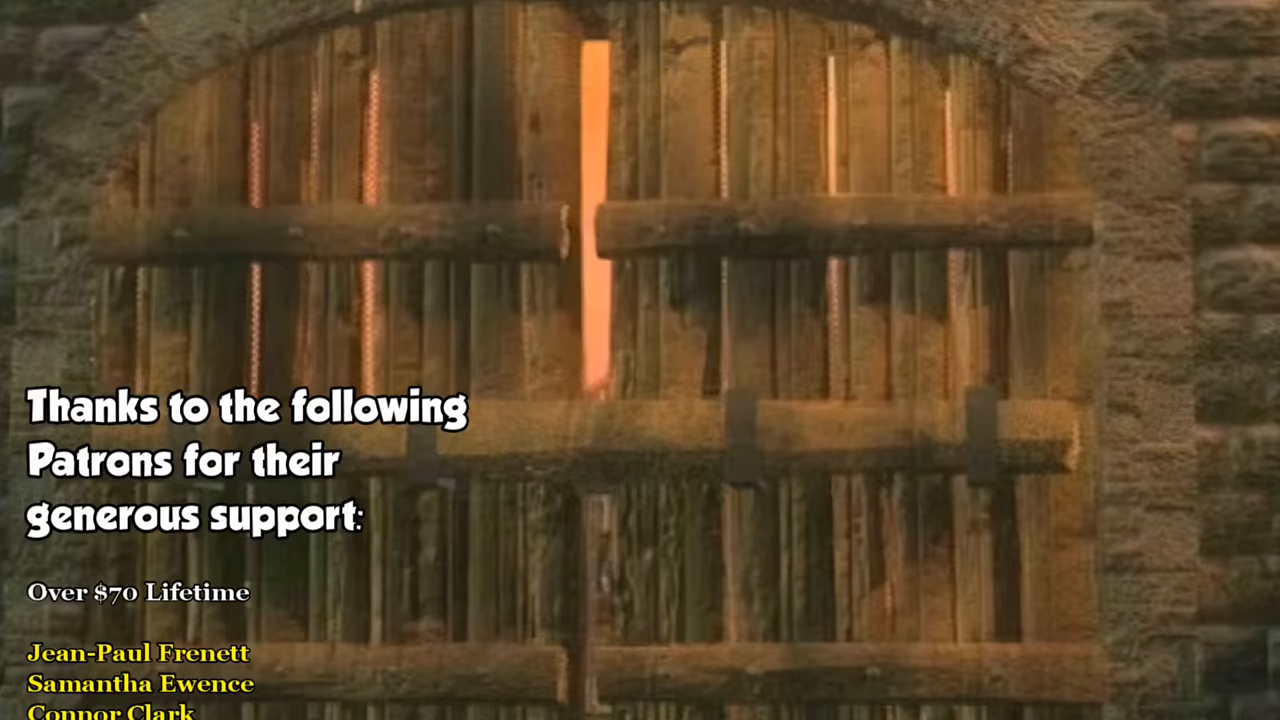 Thanks to the following
Patrons for their
generous support:
Over $70 Lifetime
Jean-Paul Frenett
Samantha Ewence
Connor Clark